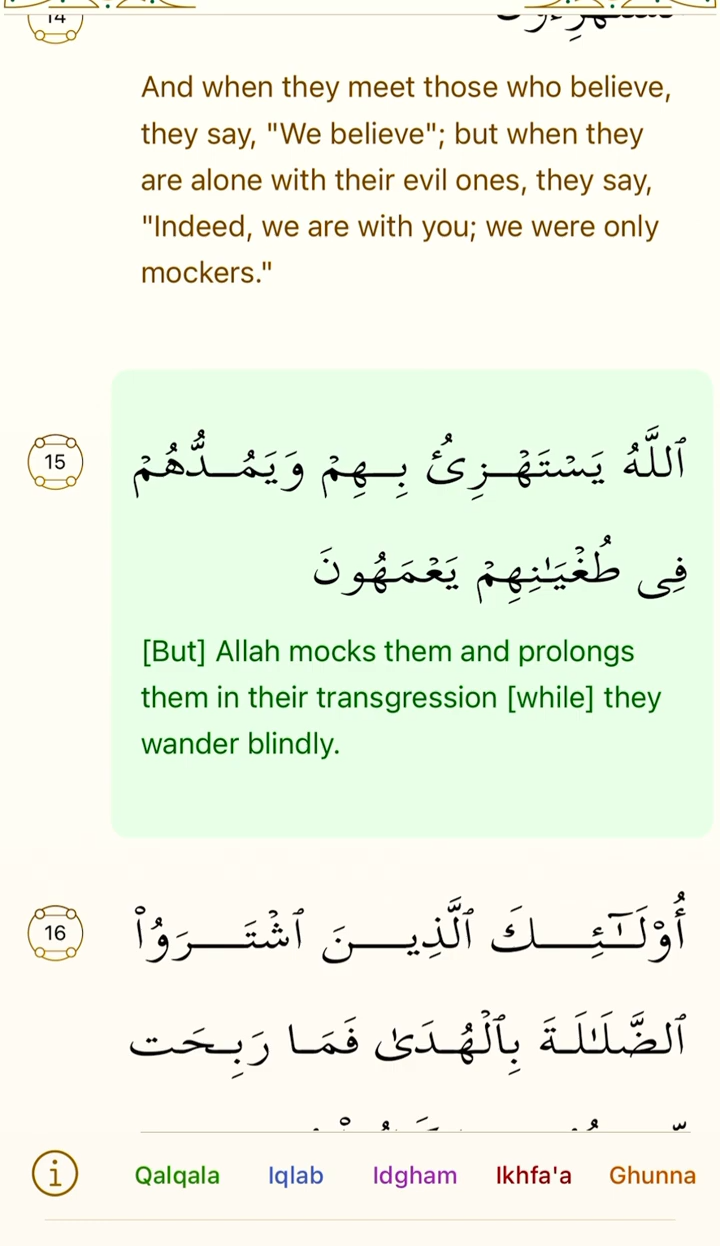 14
And when they meet those who believe,
they say, "We believe"; but when they
are alone with their evil ones, they say,
"Indeed, we are with you; we were only
mockers."
15
ٱللَّهُ يَسْتَهْزِئُ بِهِمْ وَيَمُدُّهُمْ
فِى طُغْيَـٰنِهِمْ يَعْمَهُونَ
[But] Allah mocks them and prolongs
them in their transgression [while] they
wander blindly.
16
أُوْلَـٰٓئِكَ ٱلَّذِينَ ٱشْتَرَوُاْ
ٱلضَّلَـٰلَةَ بِٱلْهُدَىٰ فَمَا رَبِحَت
i
Qalqala Iqlab Idgham Ikhfa'a Ghunna